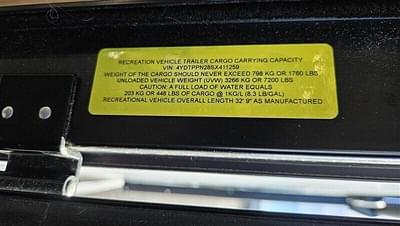 RECREATION VEHICLE TRAILER CARGO CARRYING CAPACITY
VIN: 4YDTPPN28SX411259
WEIGHT OF THE CARGO SHOULD NEVER EXCEED 798 KG OR 1760 LBS
UNLOADED VEHICLE WEIGHT (UVW) 3266 KG OR 7200 LBS
CAUTION: A FULL LOAD OF WATER EQUALS
203 KG OR 448 LBS OF CARGO @ 1KG/L (8.3 LB/GAL)
RECREATIONAL VEHICLE OVERALL LENGTH 32' 9" AS MANUFACTURED